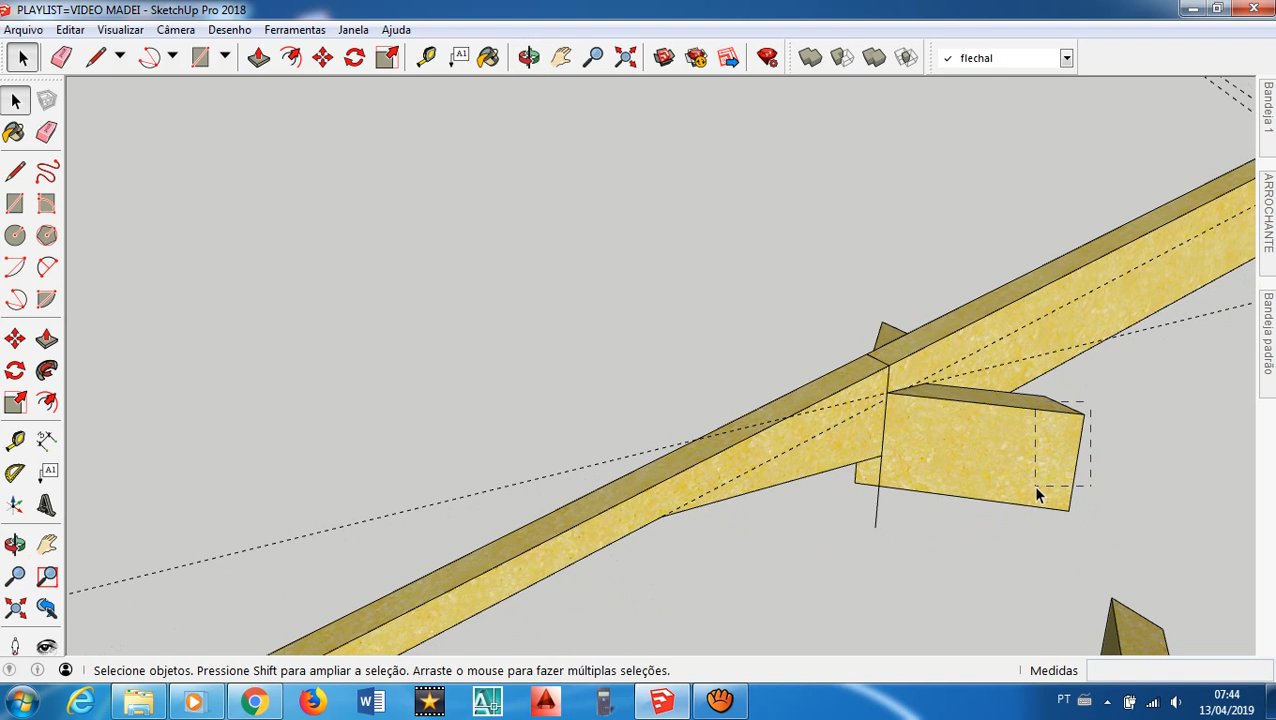 PLAYLIST=VIDEO MADEI - SketchUp Pro 2018
Arquivo Editar Visualizar Câmera Desenho Ferramentas Janela Ajuda
A1
✓ flechal
Bandeja 1
ARROCHANTE
Bandeja padrão
A1
Selecione objetos. Pressione Shift para ampliar a seleção. Arraste o mouse para fazer múltiplas seleções.
Medidas
PT
07:44
13/04/2019